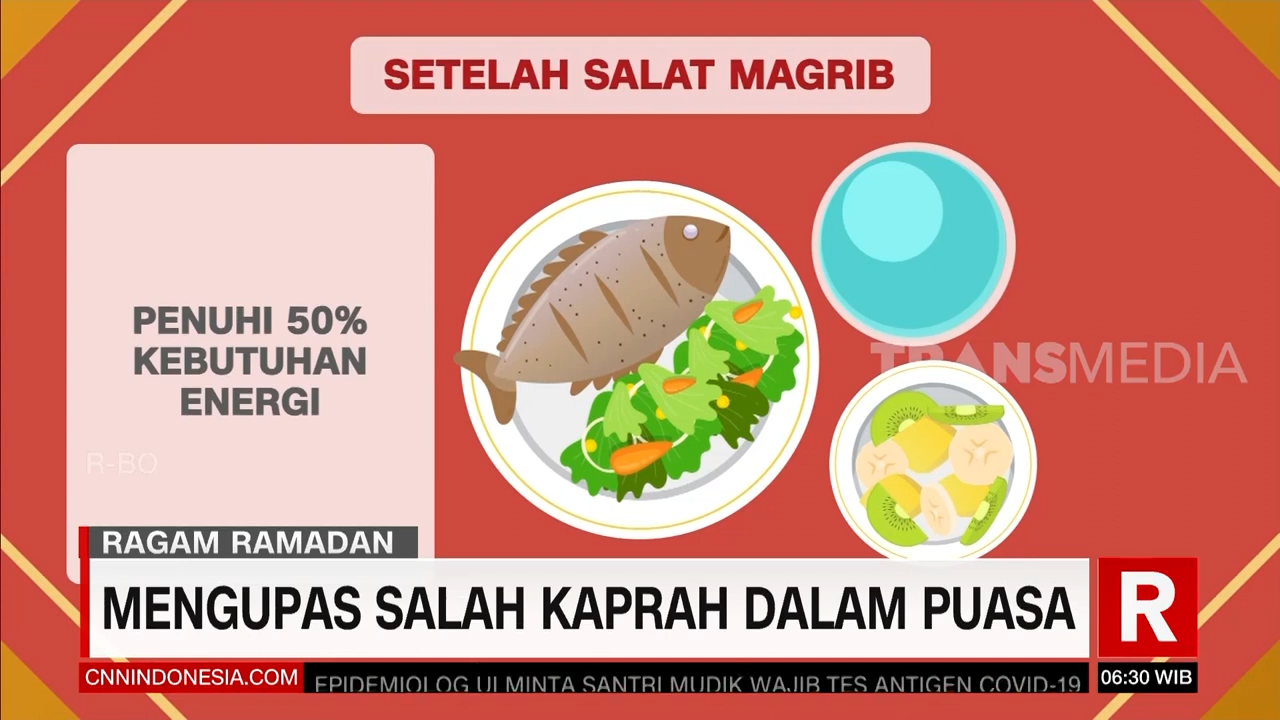 SETELAH SALAT MAGRIB
PENUHI 50%
KEBUTUHAN
ENERGI
TRANSMEDIA
R-BO
RAGAM RAMADAN
MENGUPAS SALAH KAPRAH DALAM PUASA
R
CNNINDONESIA.COM
EPIDEMIOLOG UI MINTA SANTRI MUDIK WAJIB TES ANTIGEN COVID-19
06:30 WIB